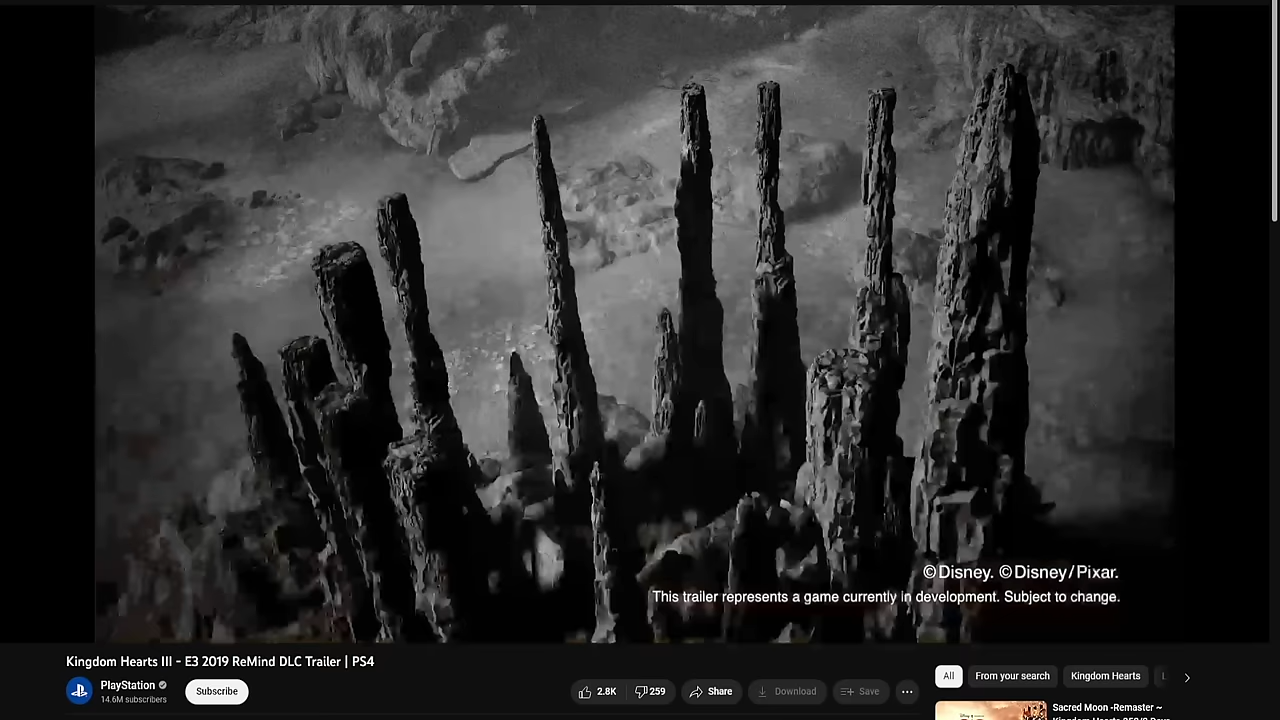 ©Disney. ©Disney/Pixar.
This trailer represents a game currently in development. Subject to change.
Kingdom Hearts III - E3 2019 ReMind DLC Trailer | PS4
PlayStation
14.6M subscribers
Subscribe
2.8K
259
Share
Download
Save
All
From your search
Kingdom Hearts
Sacred Moon -Remaster ~